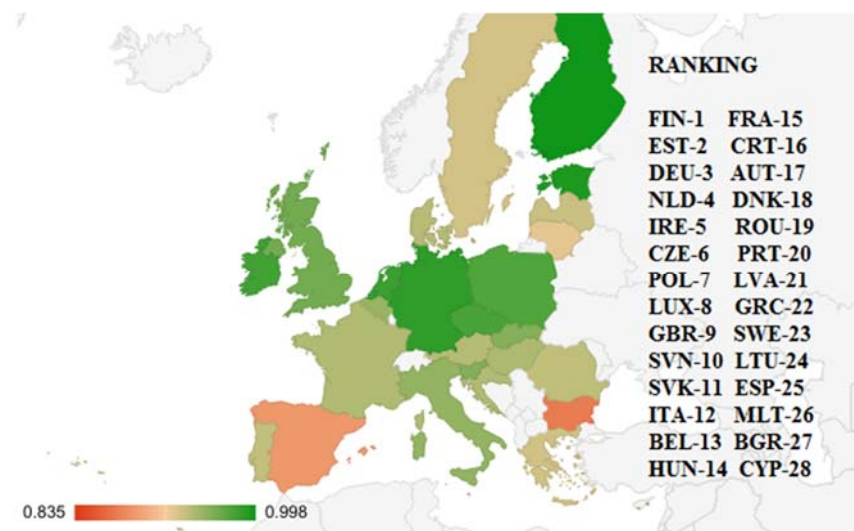 RANKING
FIN-1 FRA-15
EST-2 CRT-16
DEU-3 AUT-17
NLD-4 DNK-18
IRE-5 ROU-19
CZE-6 PRT-20
POL-7 LVA-21
LUX-8 GRC-22
GBR-9 SWE-23
SVN-10 LTU-24
SVK-11 ESP-25
ITA-12 MLT-26
BEL-13 BGR-27
HUN-14 CYP-28
0.835 0.998